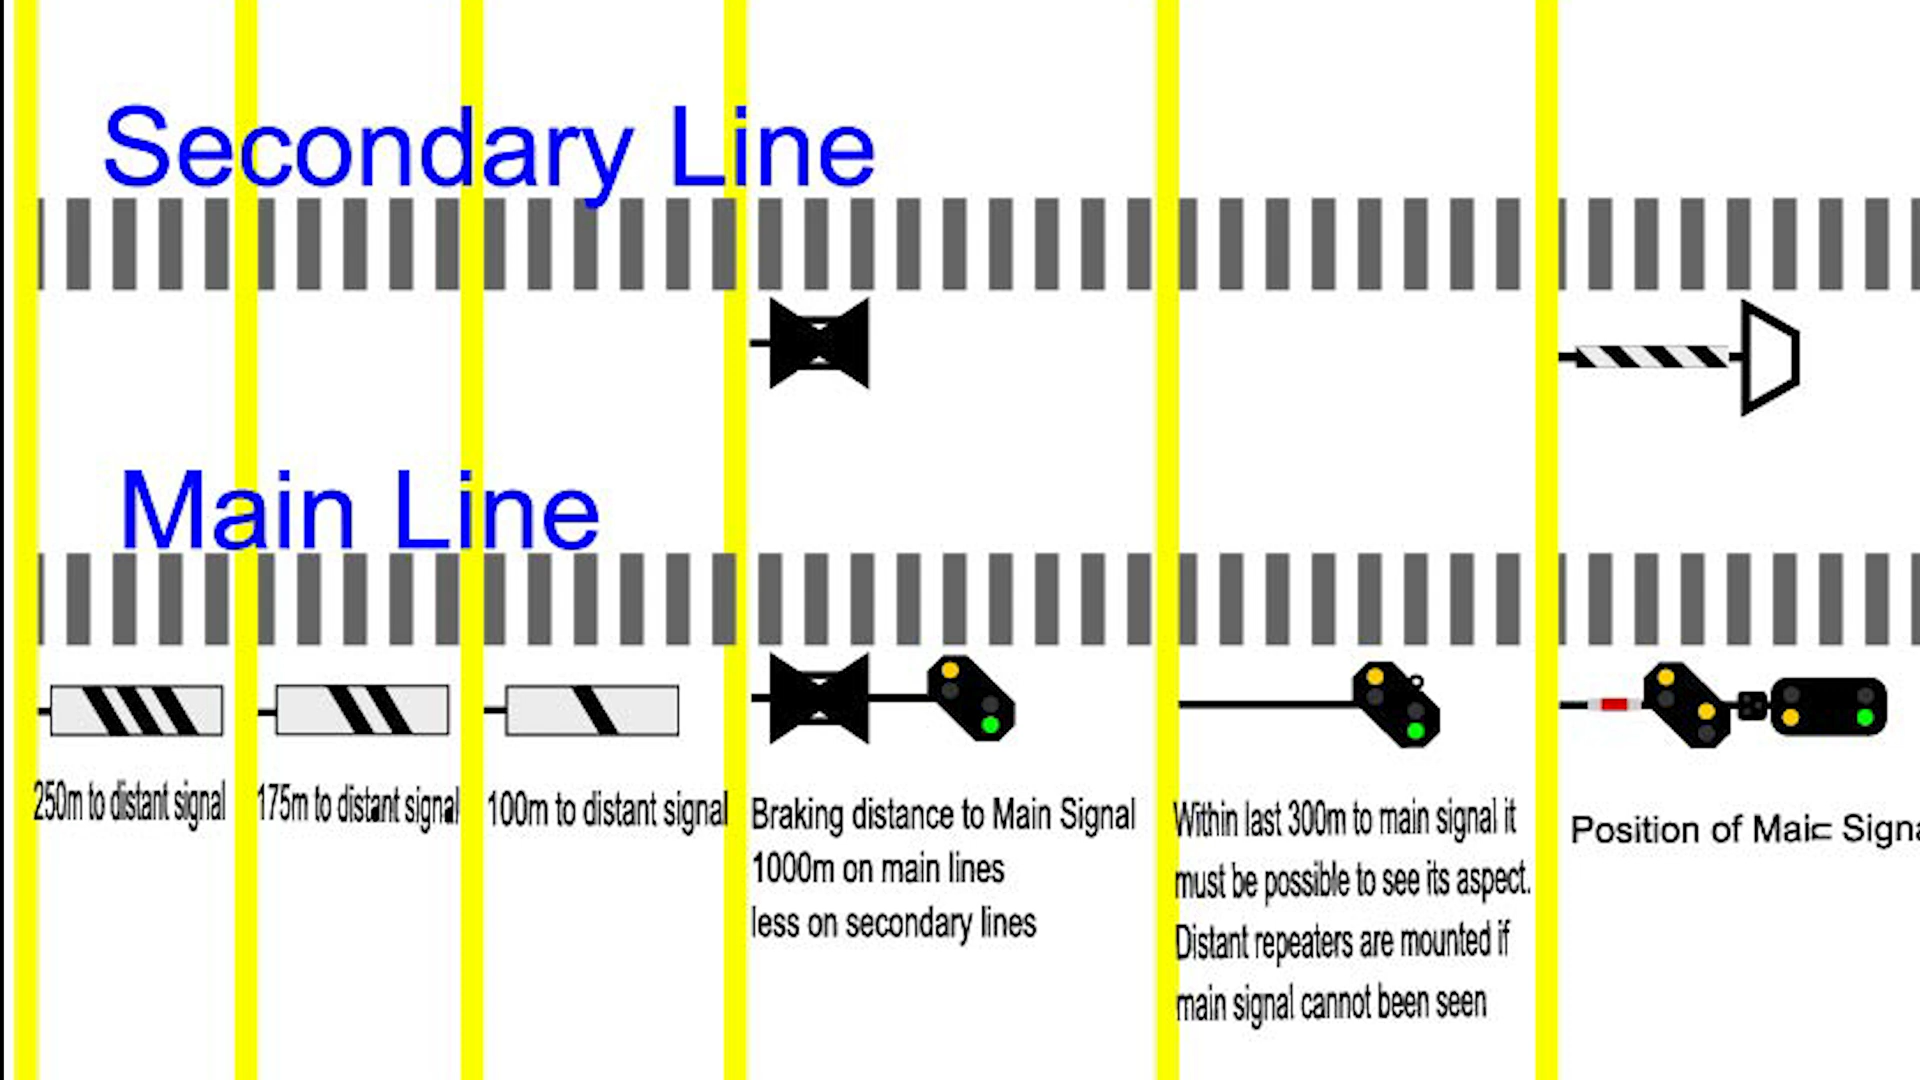 Secondary Line
Main Line
250m to distant signal
175m to distant signal
100m to distant signal
Braking distance to Main Signal
1000m on main lines
less on secondary lines
Within last 300m to main signal it
must be possible to see its aspect.
Distant repeaters are mounted if
main signal cannot been seen
Position of Main Signa